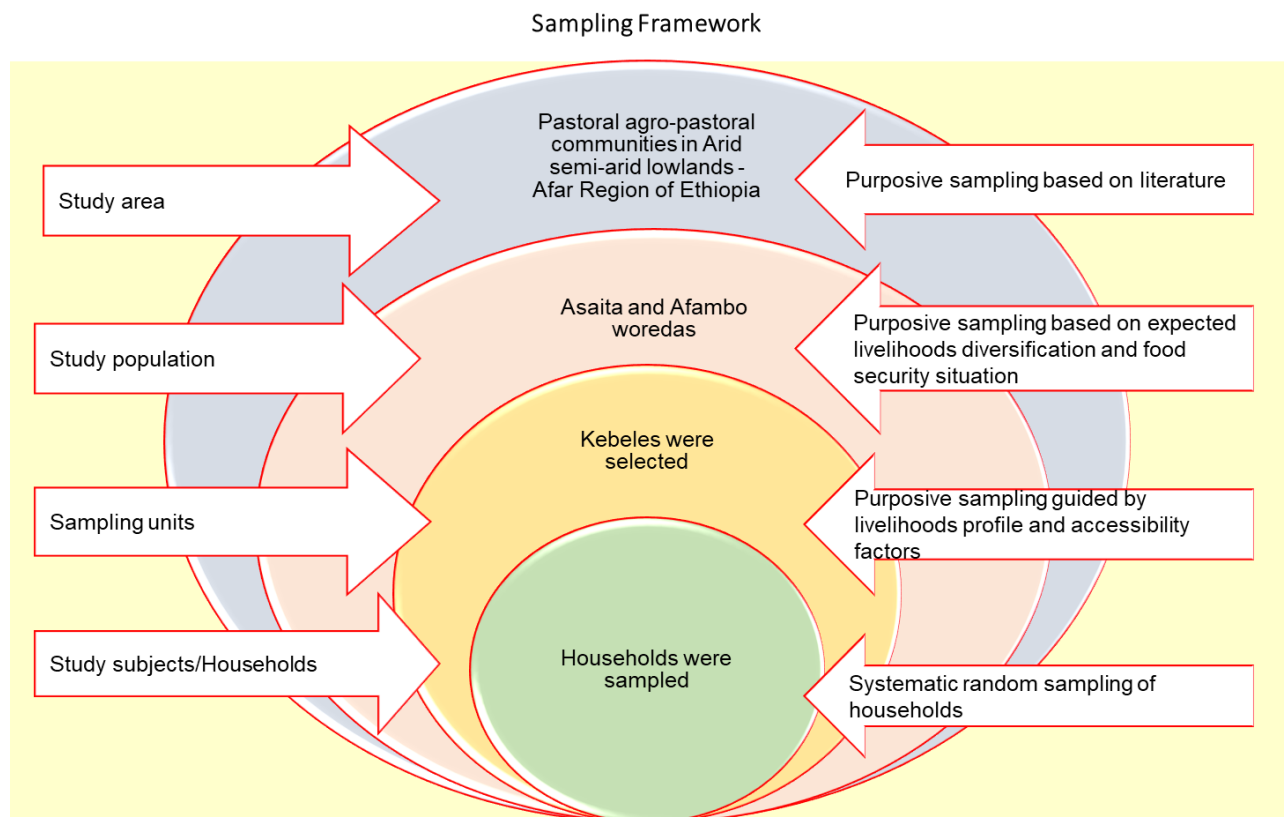 Sampling Framework
Pastoral agro-pastoral
communities in Arid
semi-arid lowlands -
Afar Region of Ethiopia
Study area
Purposive sampling based on literature
Asaita and Afambo
woredas
Study population
Purposive sampling based on expected
livelihoods diversification and food
security situation
Kebeles were
selected
Sampling units
Purposive sampling guided by
livelihoods profile and accessibility
factors
Households were
sampled
Study subjects/Households
Systematic random sampling of
households